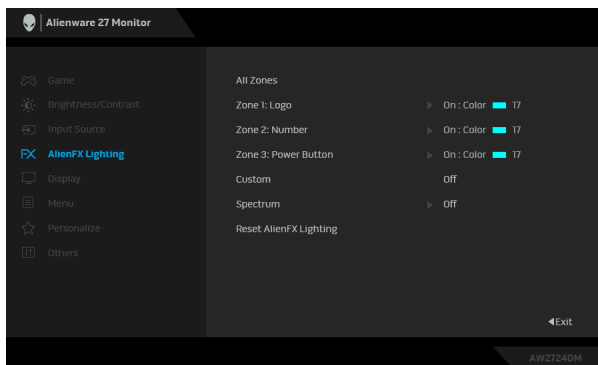 Alienware 27 Monitor
Game
Brightness/Contrast
Input Source
FX AlienFX Lighting
Display
Menu
Personalize
Others
All Zones
Zone 1: Logo On : Color 17
Zone 2: Number On : Color 17
Zone 3: Power Button On : Color 17
Custom Off
Spectrum Off
Reset AlienFX Lighting
Exit
AW2724DM